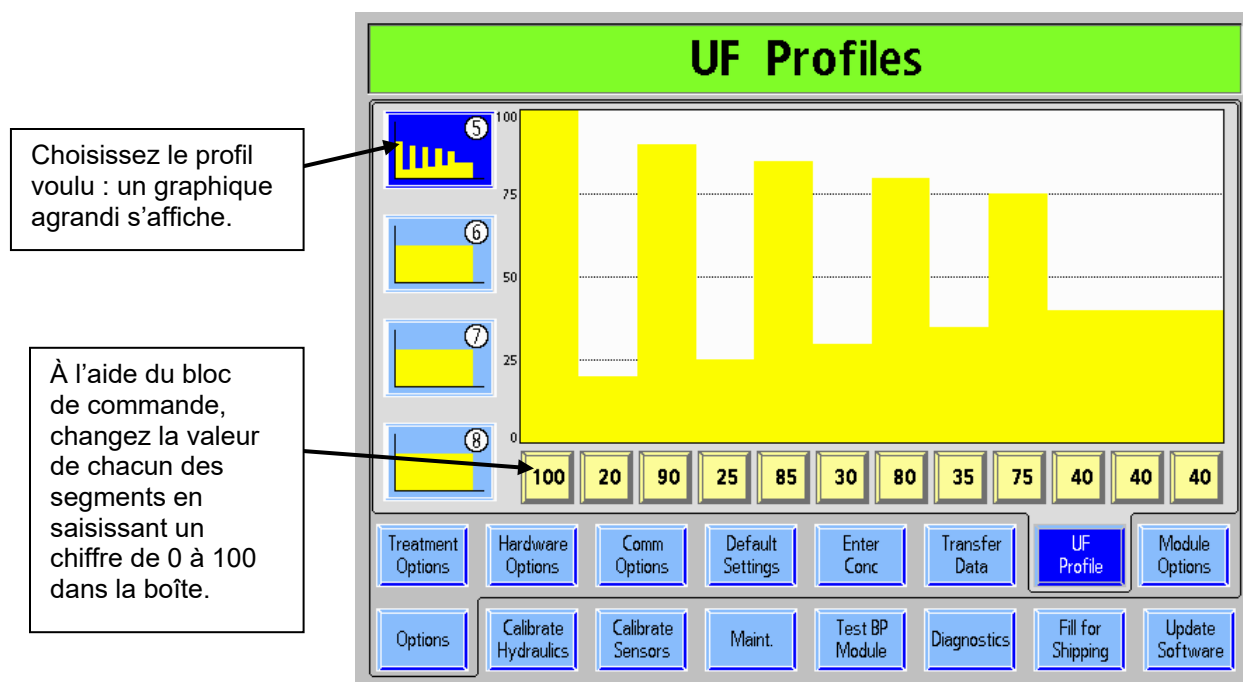 UF Profiles
Choisissez le profil
voulu : un graphique
agrandi s’affiche.
À l’aide du bloc
de commande,
changez la valeur
de chacun des
segments en
saisissant un
chiffre de 0 à 100
dans la boîte.
5
6
7
8
100
75
50
25
0
100 20 90 25 85 30 80 35 75 40 40 40
Treatment
Options
Hardware
Options
Comm
Options
Default
Settings
Enter
Conc
Transfer
Data
UF
Profile
Module
Options
Options
Calibrate
Hydraulics
Calibrate
Sensors
Maint.
Test BP
Module
Diagnostics
Fill for
Shipping
Update
Software